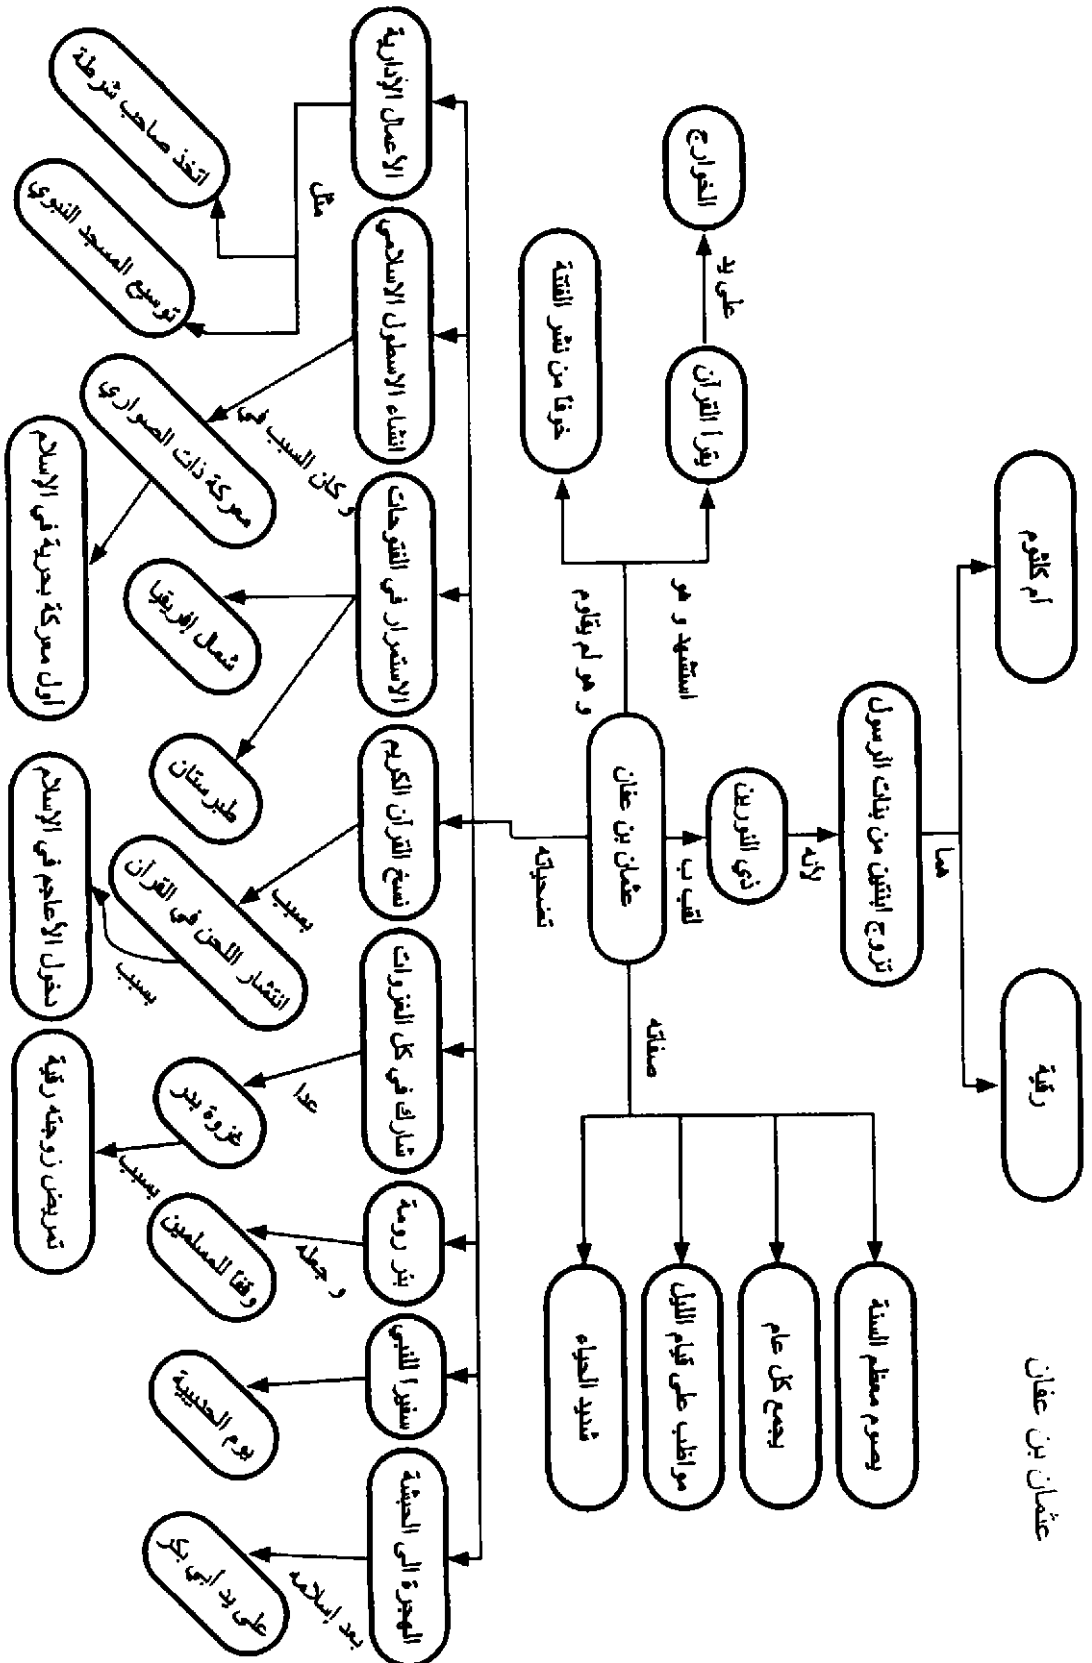 عثمان بن عفان
رقية
أم كلثوم
هما
تزوج ابنتين من بنات الرسول
لأنه
ذي النورين
لقب ب
عثمان بن عفان
صفاته
يصوم معظم السنة
يجمع كل عام
مواظب على قيام الليل
شديد الحياء
استشهد و هو
يقرأ القرآن
على يد
الخوارج
و هو لم يقاوم
خوفا من نشر الفتنة
تضحياته
الهجرة الى الحبشة
بعد إسلامه
على يد أبي بكر
سفيرا للنبي
يوم الحديبية
بئر رومة
و جعله
وقفا للمسلمين
شارك في كل الغزوات
عدا
غزوة بدر
بسبب
تمريض زوجته رقية
نسخ القرآن الكريم
بسبب
انتشار اللحن في القرآن
بسبب
دخول الأعاجم في الإسلام
الاستمرار في الفتوحات
طبرستان
شمال إفريقيا
انشاء الاسطول الاسلامي
و كان السبب في
معركة ذات الصواري
اول معركة بحرية في الإسلام
الأعمال الإدارية
مثل
توسيع المسجد النبوي
اتخذ صاحب شرطة